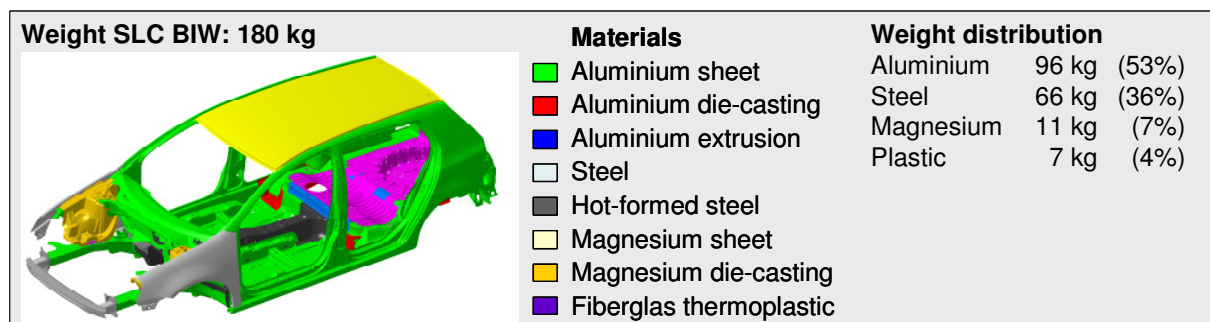 Weight SLC BIW: 180 kg
Materials
Aluminium sheet
Aluminium die-casting
Aluminium extrusion
Steel
Hot-formed steel
Magnesium sheet
Magnesium die-casting
Fiberglas thermoplastic
Weight distribution
Aluminium 96 kg (53%)
Steel 66 kg (36%)
Magnesium 11 kg (7%)
Plastic 7 kg (4%)